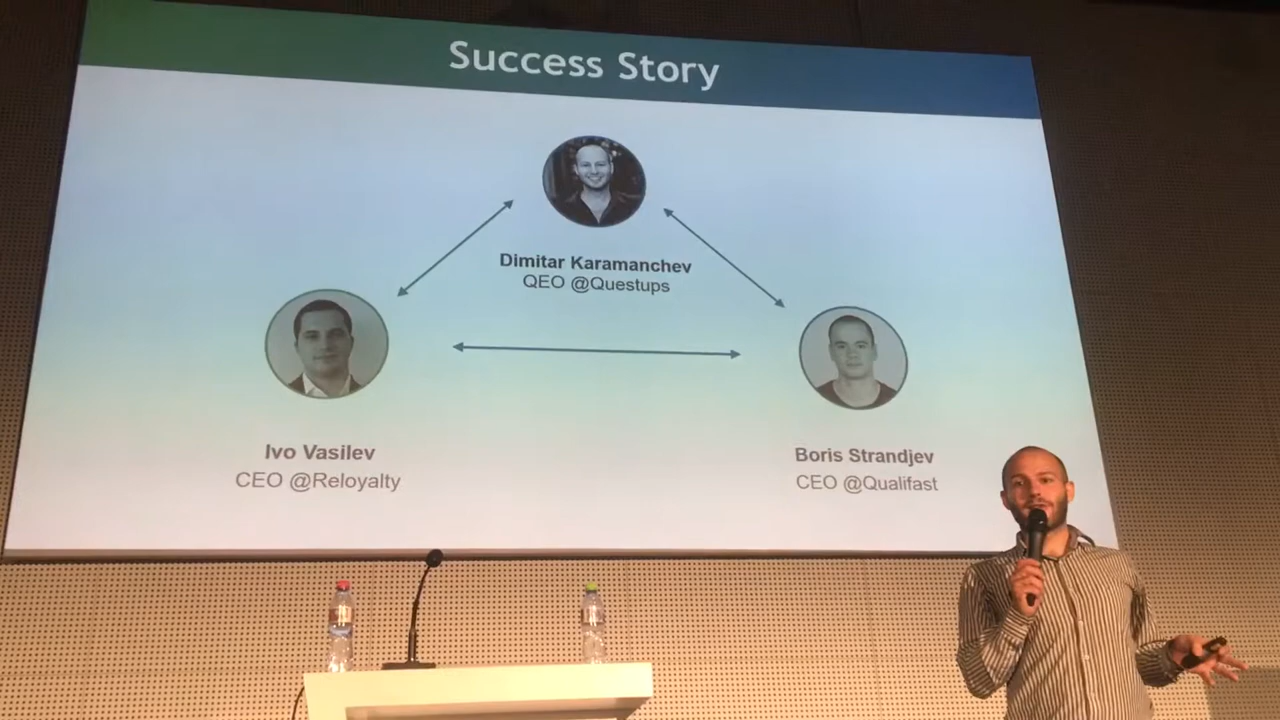 Success Story
Dimitar Karamanchev
QEO @Questups
Ivo Vasilev
CEO @Reloyalty
Boris Strandjev
CEO @Qualifast